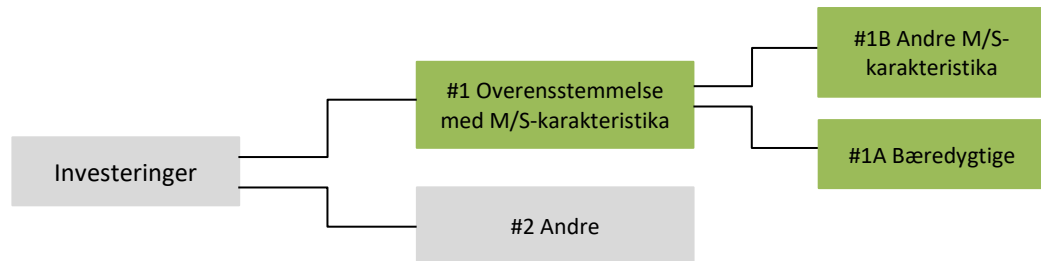 Investeringer
#1 Overensstemmelse
med M/S-karakteristika
#2 Andre
#1B Andre M/S-
karakteristika
#1A Bæredygtige